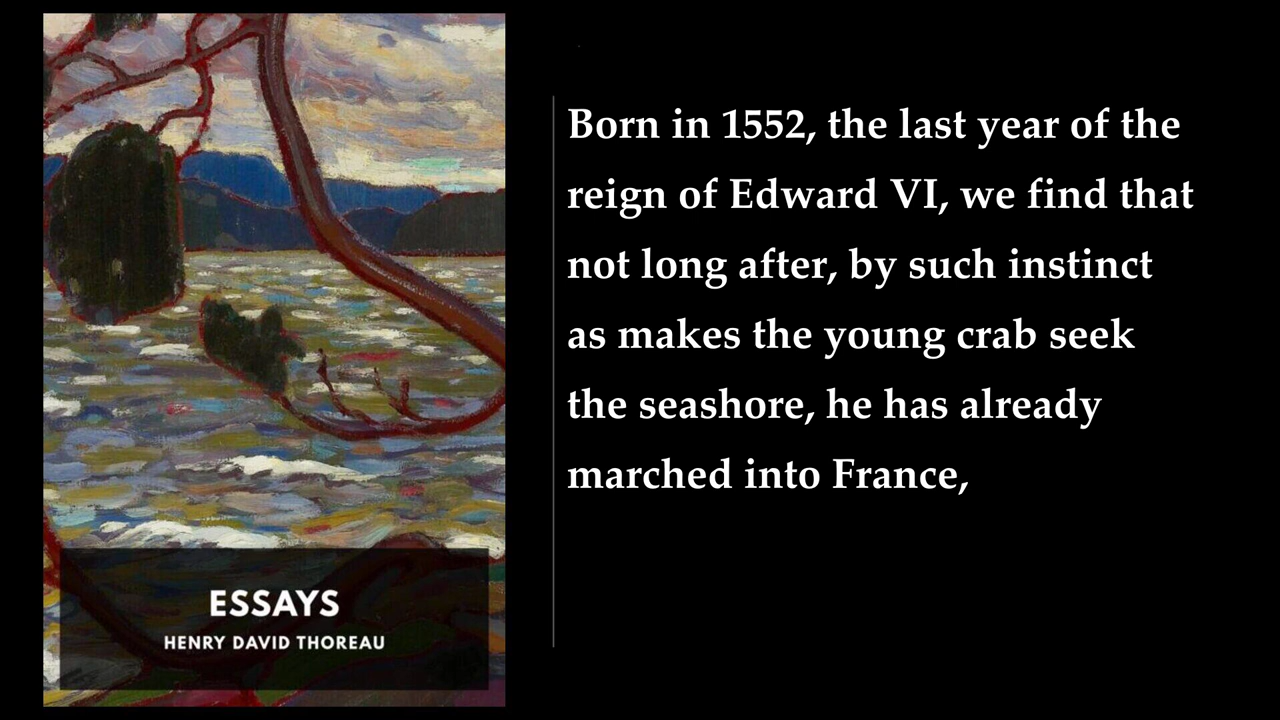 ESSAYS
HENRY DAVID THOREAU
Born in 1552, the last year of the
reign of Edward VI, we find that
not long after, by such instinct
as makes the young crab seek
the seashore, he has already
marched into France,